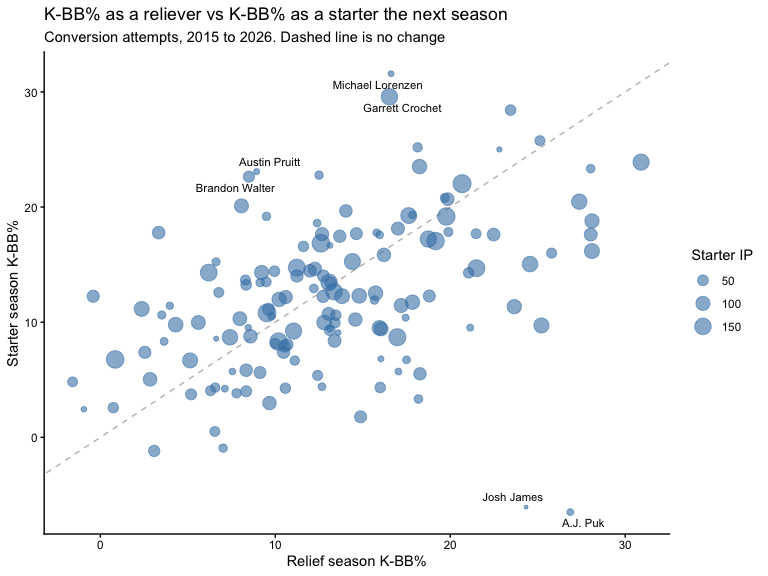 K-BB% as a reliever vs K-BB% as a starter the next season
Conversion attempts, 2015 to 2026. Dashed line is no change
Starter season K-BB%
30
20
10
0
Michael Lorenzen
Garrett Crochet
Austin Pruitt
Brandon Walter
Josh James
A.J. Puk
0
10
20
30
Relief season K-BB%
Starter IP
50
100
150